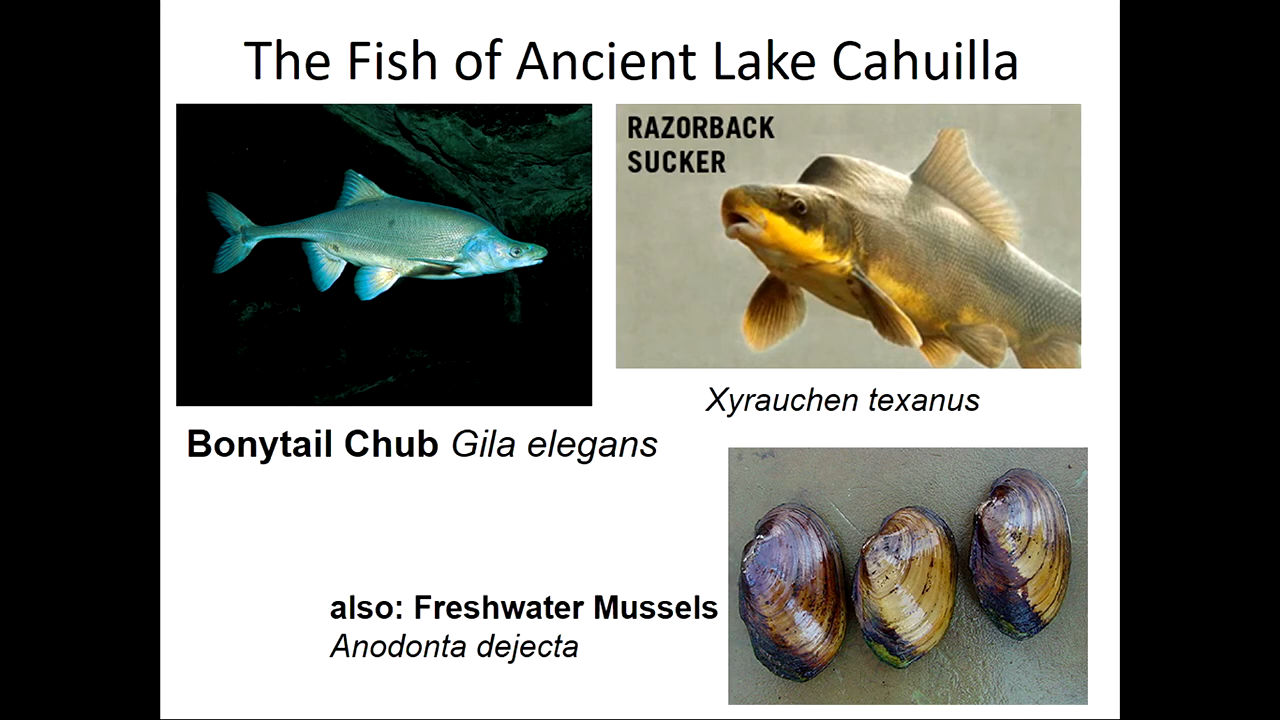 The Fish of Ancient Lake Cahuilla
RAZORBACK
SUCKER
Xyrauchen texanus
Bonytail Chub Gila elegans
also: Freshwater Mussels
Anodonta dejecta